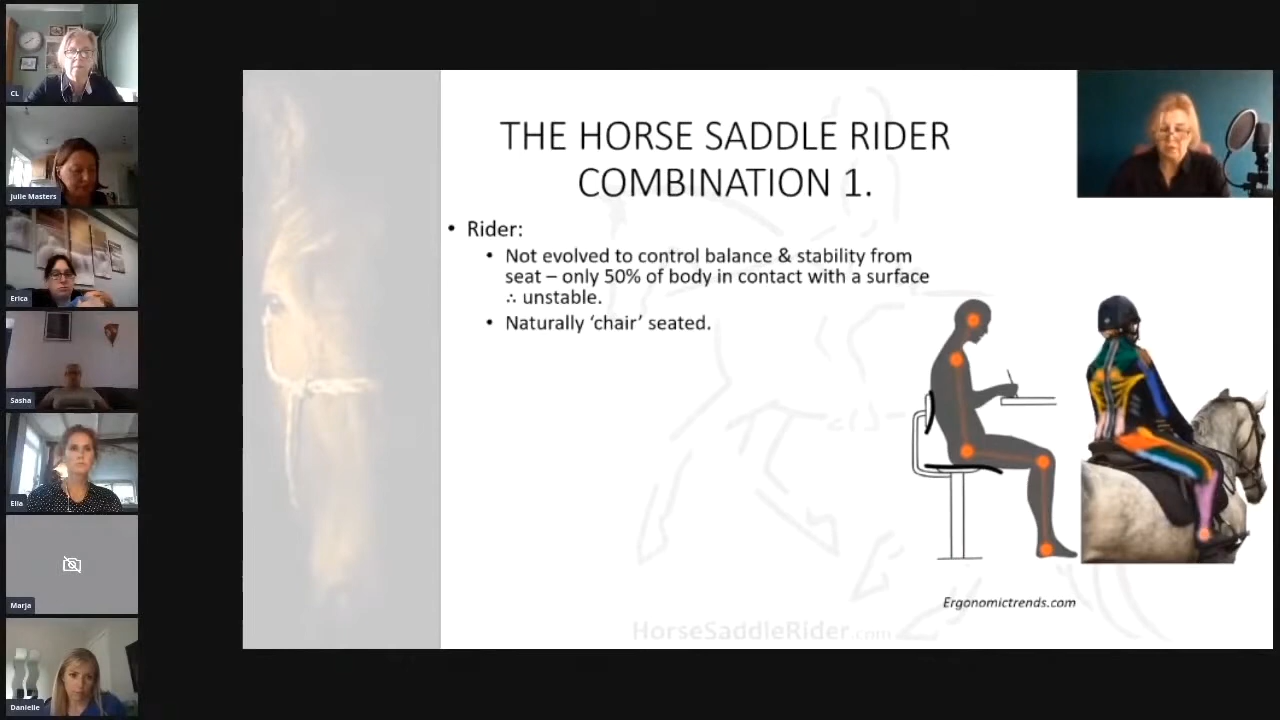 CL
Julie Masters
Erica
Sasha
Ella
Marja
Danielle
THE HORSE SADDLE RIDER
COMBINATION 1.
• Rider:
• Not evolved to control balance & stability from
seat – only 50% of body in contact with a surface
∴ unstable.
• Naturally ‘chair’ seated.
Ergonomictrends.com
HorseSaddleRider.com